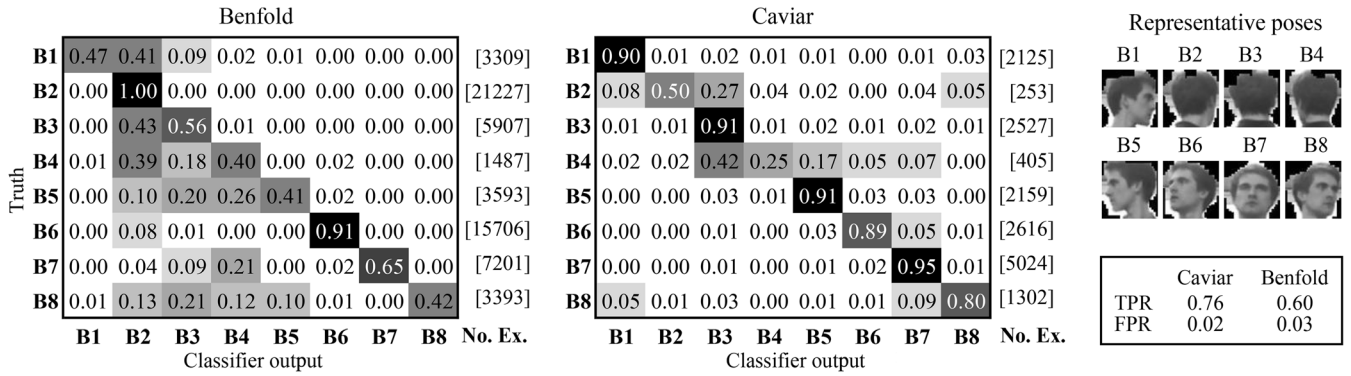 Benfold
B1 0.47 0.41 0.09 0.02 0.01 0.00 0.00 0.00 [3309]
B2 0.00 1.00 0.00 0.00 0.00 0.00 0.00 0.00 [21227]
B3 0.00 0.43 0.56 0.01 0.00 0.00 0.00 0.00 [5907]
B4 0.01 0.39 0.18 0.40 0.00 0.02 0.00 0.00 [1487]
B5 0.00 0.10 0.20 0.26 0.41 0.02 0.00 0.00 [3593]
B6 0.00 0.08 0.01 0.00 0.00 0.91 0.00 0.00 [15706]
B7 0.00 0.04 0.09 0.21 0.00 0.02 0.65 0.00 [7201]
B8 0.01 0.13 0.21 0.12 0.10 0.01 0.00 0.42 [3393]
B1 B2 B3 B4 B5 B6 B7 B8 No. Ex.
Classifier output
Truth
Caviar
B1 0.90 0.01 0.02 0.01 0.01 0.00 0.01 0.03 [2125]
B2 0.08 0.50 0.27 0.04 0.02 0.00 0.04 0.05 [253]
B3 0.01 0.01 0.91 0.01 0.02 0.01 0.02 0.01 [2527]
B4 0.02 0.02 0.42 0.25 0.17 0.05 0.07 0.00 [405]
B5 0.00 0.00 0.03 0.01 0.91 0.03 0.03 0.00 [2159]
B6 0.00 0.00 0.01 0.00 0.03 0.89 0.05 0.01 [2616]
B7 0.00 0.00 0.01 0.00 0.01 0.02 0.95 0.01 [5024]
B8 0.05 0.01 0.03 0.00 0.01 0.01 0.09 0.80 [1302]
B1 B2 B3 B4 B5 B6 B7 B8 No. Ex.
Classifier output
Representative poses
B1 B2 B3 B4
B5 B6 B7 B8
Caviar Benfold
TPR 0.76 0.60
FPR 0.02 0.03